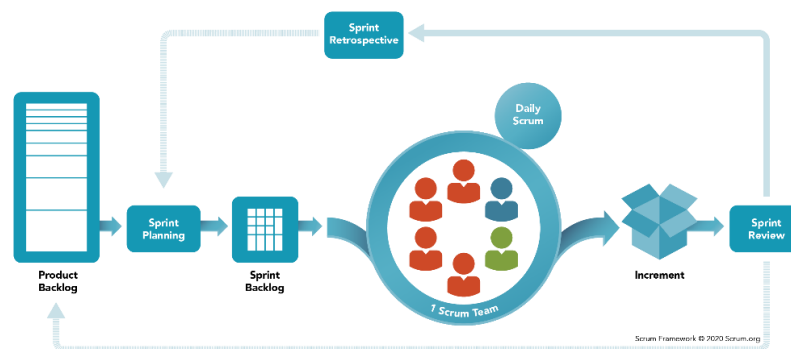 Sprint
Retrospective
Daily
Scrum
Sprint
Planning
Sprint
Review
Product
Backlog
Sprint
Backlog
1 Scrum Team
Increment
Scrum Framework © 2020 Scrum.org